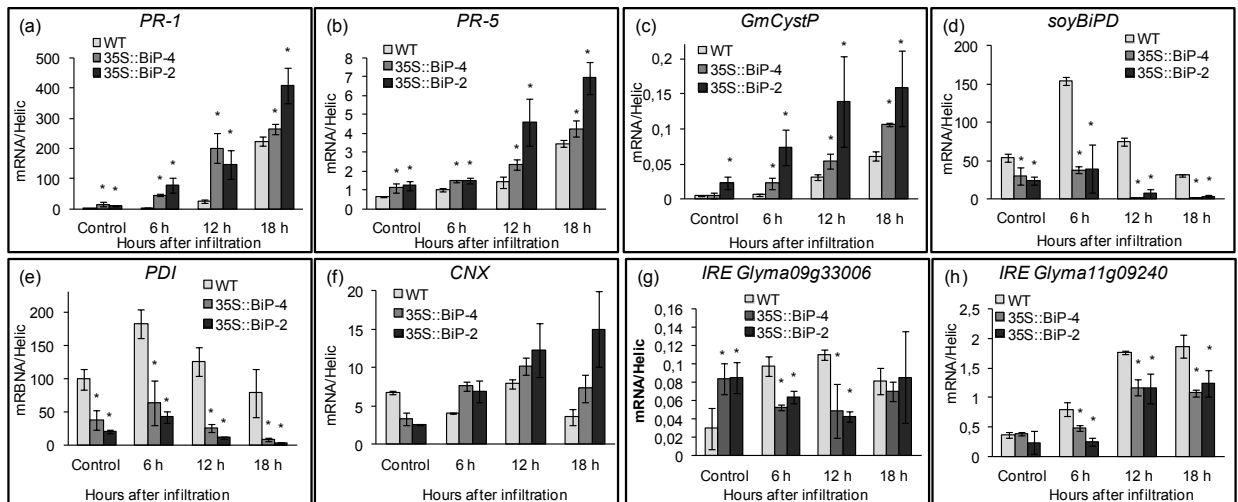 (a) PR-1
mRNA/Helic
500
400
300
200
100
0
WT
35S::BiP-4
35S::BiP-2
* * * * * * * *
Control 6 h 12 h 18 h
Hours after infiltration
(b) PR-5
mRNA/Helic
8
7
6
5
4
3
2
1
0
WT
35S::BiP-4
35S::BiP-2
* * * * * * * *
Control 6 h 12 h 18 h
Hours after infiltration
(c) GmCystP
mRNA/Helic
0,2
0,15
0,1
0,05
0
WT
35S::BiP-4
35S::BiP-2
* * * * * * *
Control 6 h 12 h 18 h
Hours after infiltration
(d) soyBiPD
mRNA/Helic
200
150
100
50
0
WT
35S::BiP-4
35S::BiP-2
* * * * * * * *
Control 6 h 12 h 18 h
Hours after infiltration
(e) PDI
mRBNA/Helic
200
150
100
50
0
WT
35S::BiP-4
35S::BiP-2
* * * * * * * *
Control 6 h 12 h 18 h
Hours after infiltration
(f) CNX
mRNA/Helic
20
15
10
5
0
WT
35S::BiP-4
35S::BiP-2
Control 6 h 12 h 18 h
Hours after infiltration
(g) IRE Glyma09g33006
mRNA/Helic
0,16
0,14
0,12
0,1
0,08
0,06
0,04
0,02
0
WT
35S::BiP-4
35S::BiP-2
* * * * * *
Control 6 h 12 h 18 h
Hours after infiltration
(h) IRE Glyma11g09240
mRNA/Helic
2,5
2
1,5
1
0,5
0
WT
35S::BiP-4
35S::BiP-2
* * * * * *
Control 6 h 12 h 18 h
Hours after infiltration